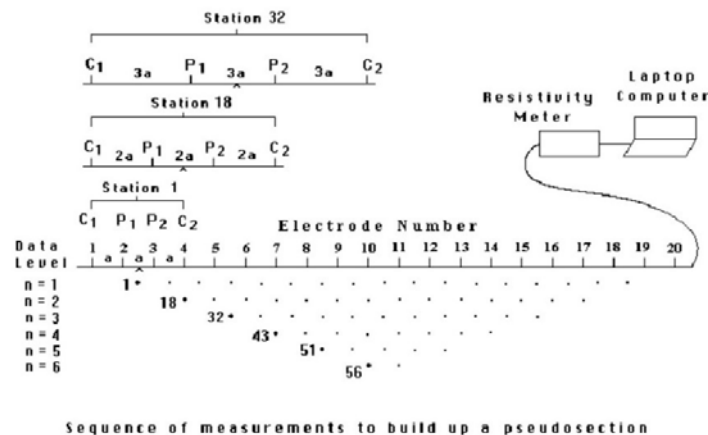 Station 32
C1 3a P1 3a P2 3a C2
Laptop
Computer
Resistivity
Meter
Station 18
C1 2a P1 2a P2 2a C2
Station 1
C1 P1 P2 C2
Electrode Number
Data
Level
1 2 3 4 5 6 7 8 9 10 11 12 13 14 15 16 17 18 19 20
a a a
n = 1 1
n = 2 18
n = 3 32
n = 4 43
n = 5 51
n = 6 56
Sequence of measurements to build up a pseudosection